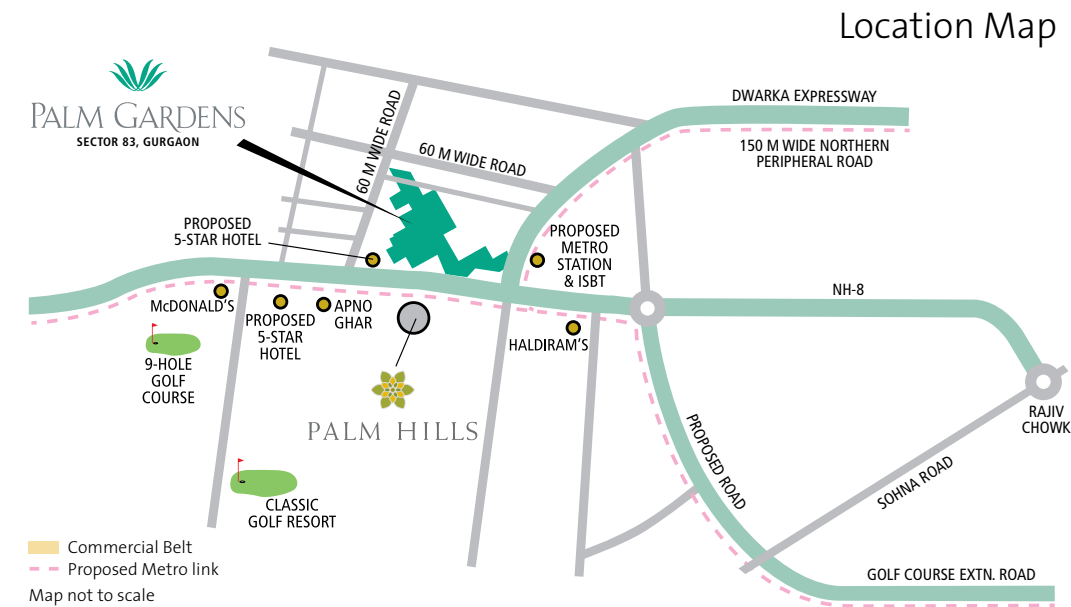 Location Map
PALM GARDENS
SECTOR 83, GURGAON
DWARKA EXPRESSWAY
150 M WIDE NORTHERN
PERIPHERAL ROAD
60 M WIDE ROAD
60 M WIDE ROAD
PROPOSED
5-STAR HOTEL
PROPOSED
METRO
STATION
& ISBT
NH-8
McDONALD'S
PROPOSED
5-STAR
HOTEL
APNO
GHAR
HALDIRAM'S
9-HOLE
GOLF
COURSE
PALM HILLS
RAJIV
CHOWK
PROPOSED ROAD
SOHNA ROAD
CLASSIC
GOLF RESORT
Commercial Belt
Proposed Metro link
Map not to scale
GOLF COURSE EXTN. ROAD